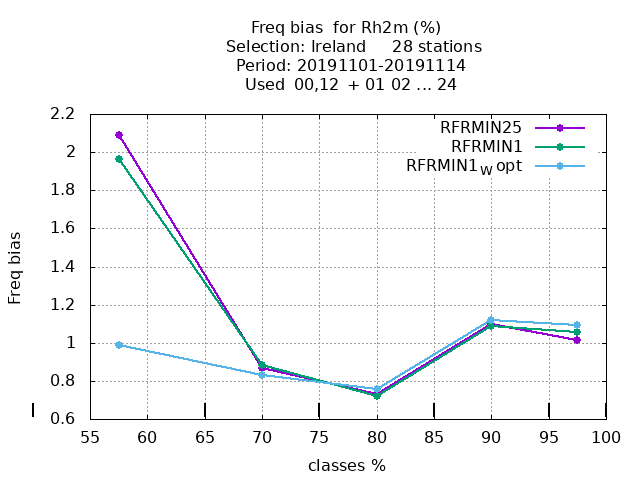 Freq bias  for Rh2m (%)
Selection: Ireland     28 stations
Period: 20191101-20191114
Used  00,12  + 01 02 ... 24
RFRMIN25
RFRMIN1
RFRMIN1W opt
Freq bias
2.2
2
1.8
1.6
1.4
1.2
1
0.8
0.6
55 60 65 70 75 80 85 90 95 100
classes %